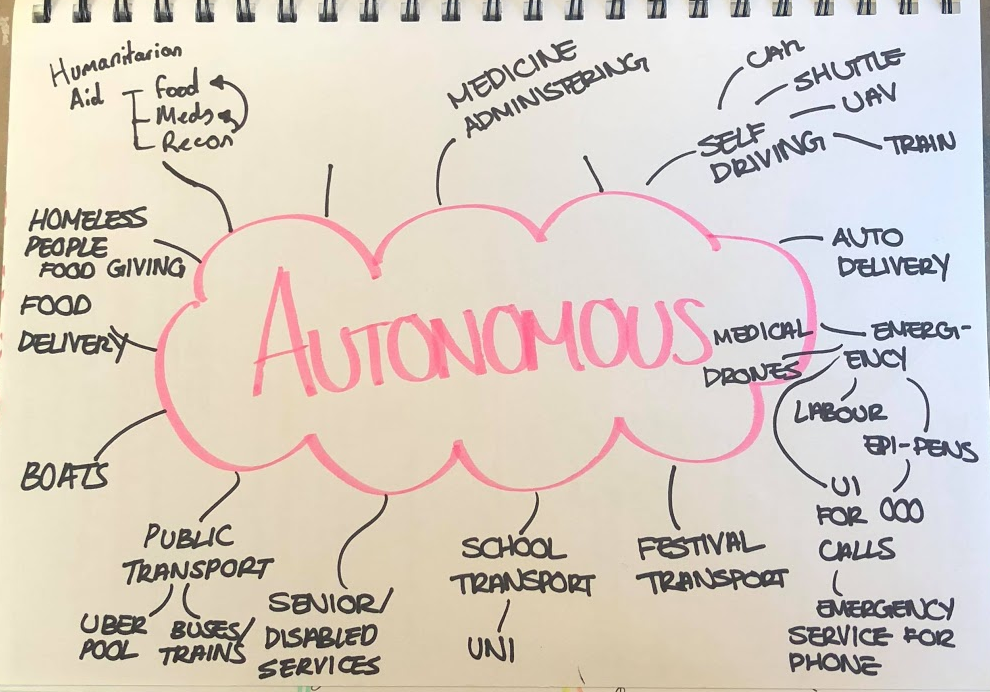 Humanitarian
Aid
Food
Meds
Recon
MEDICINE
ADMINISTERING
SELF
DRIVING
CAR
SHUTTLE
UAV
TRAIN
HOMELESS
PEOPLE
FOOD GIVING
FOOD
DELIVERY
BOATS
AUTONOMOUS
AUTO
DELIVERY
MEDICAL
DRONES
EMERGI-
ENCY
LABOUR
EPI-PENS
UI
FOR 000
CALLS
EMERGENCY
SERVICE FOR
PHONE
PUBLIC
TRANSPORT
UBER
POOL
BUSES/
TRAINS
SENIOR/
DISABLED
SERVICES
SCHOOL
TRANSPORT
UNI
FESTIVAL
TRANSPORT